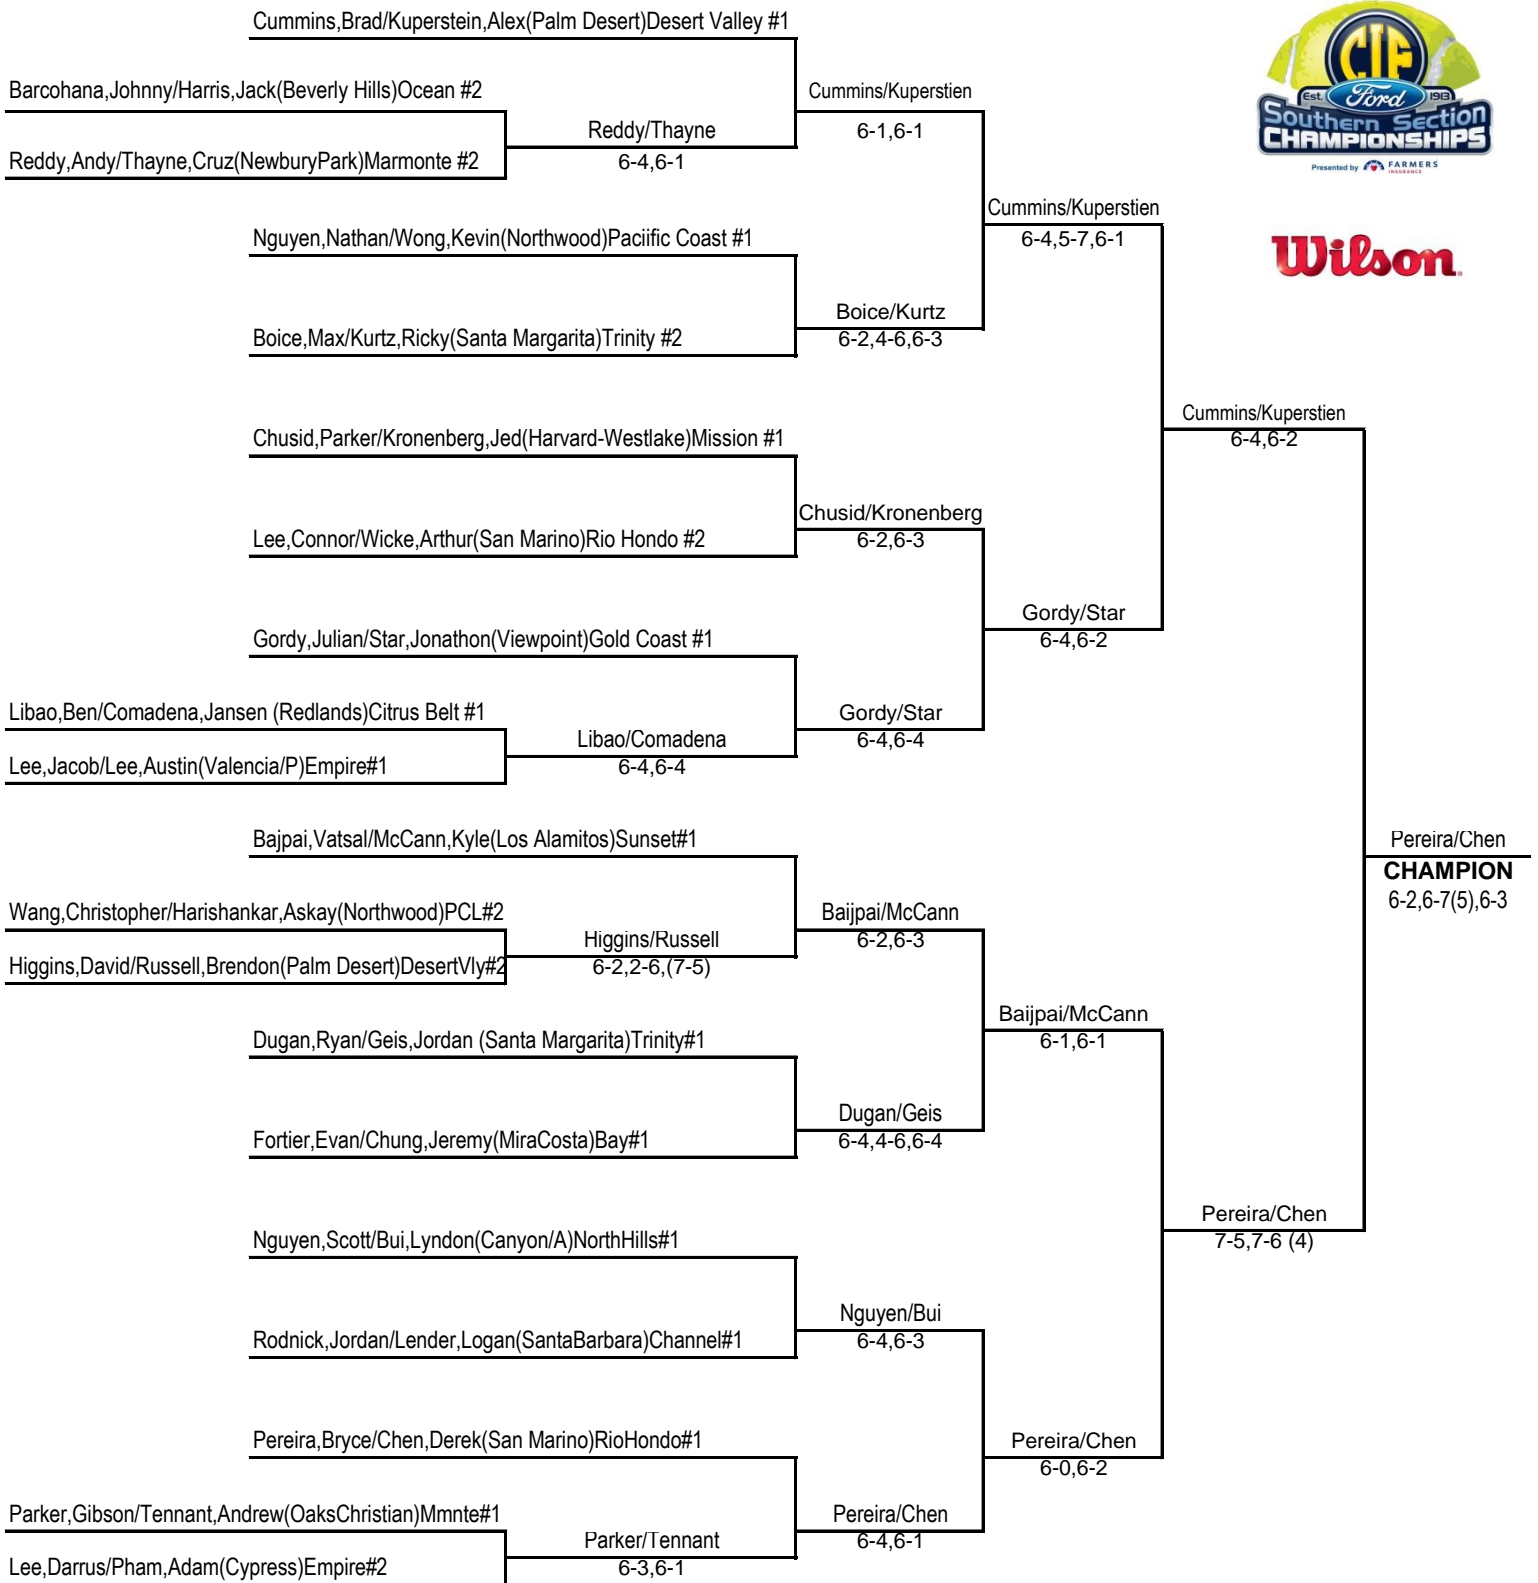 Cummins,Brad/Kuperstein,Alex(Palm Desert)Desert Valley #1
Barcohana,Johnny/Harris,Jack(Beverly Hills)Ocean #2
Reddy,Andy/Thayne,Cruz(NewburyPark)Marmonte #2
Reddy/Thayne
6-4,6-1
Cummins/Kuperstien
6-1,6-1
Nguyen,Nathan/Wong,Kevin(Northwood)Paciific Coast #1
Boice,Max/Kurtz,Ricky(Santa Margarita)Trinity #2
Boice/Kurtz
6-2,4-6,6-3
Cummins/Kuperstien
6-4,5-7,6-1
Chusid,Parker/Kronenberg,Jed(Harvard-Westlake)Mission #1
Lee,Connor/Wicke,Arthur(San Marino)Rio Hondo #2
Chusid/Kronenberg
6-2,6-3
Gordy,Julian/Star,Jonathon(Viewpoint)Gold Coast #1
Libao,Ben/Comadena,Jansen (Redlands)Citrus Belt #1
Lee,Jacob/Lee,Austin(Valencia/P)Empire#1
Libao/Comadena
6-4,6-4
Gordy/Star
6-4,6-4
Gordy/Star
6-4,6-2
Cummins/Kuperstien
6-4,6-2
Bajpai,Vatsal/McCann,Kyle(Los Alamitos)Sunset#1
Wang,Christopher/Harishankar,Askay(Northwood)PCL#2
Higgins,David/Russell,Brendon(Palm Desert)DesertVly#2
Higgins/Russell
6-2,2-6,(7-5)
Baijpai/McCann
6-2,6-3
Dugan,Ryan/Geis,Jordan (Santa Margarita)Trinity#1
Fortier,Evan/Chung,Jeremy(MiraCosta)Bay#1
Dugan/Geis
6-4,4-6,6-4
Baijpai/McCann
6-1,6-1
Nguyen,Scott/Bui,Lyndon(Canyon/A)NorthHills#1
Rodnick,Jordan/Lender,Logan(SantaBarbara)Channel#1
Nguyen/Bui
6-4,6-3
Pereira,Bryce/Chen,Derek(San Marino)RioHondo#1
Parker,Gibson/Tennant,Andrew(OaksChristian)Mmnte#1
Lee,Darrus/Pham,Adam(Cypress)Empire#2
Parker/Tennant
6-3,6-1
Pereira/Chen
6-4,6-1
Pereira/Chen
6-0,6-2
Pereira/Chen
7-5,7-6 (4)
Pereira/Chen
CHAMPION
6-2,6-7(5),6-3
CIF
Est. Ford 1913
Southern Section
CHAMPIONSHIPS
Presented by FARMERS
INSURANCE
Wilson